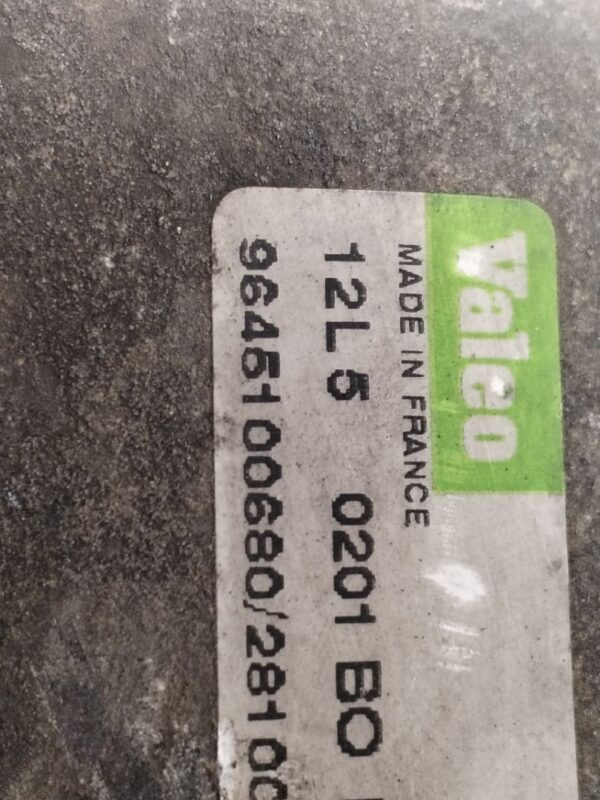 Valeo
MADE IN FRANCE
12L5 0201 BO
9645100680/28100